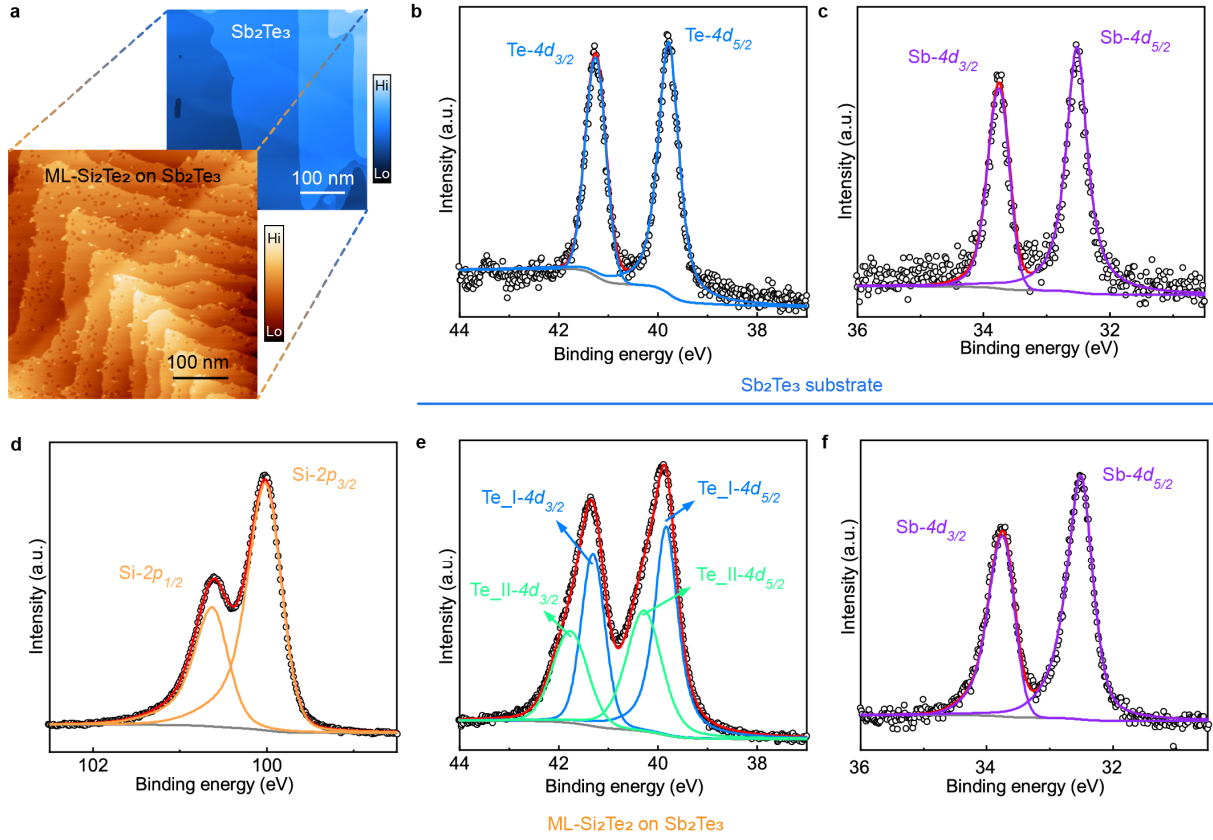 a
Sb₂Te₃
Hi
Lo
100 nm
ML-Si₂Te₂ on Sb₂Te₃
Hi
Lo
100 nm
b
Te-4d3/2
Te-4d5/2
Intensity (a.u.)
44 42 40 38
Binding energy (eV)
c
Sb-4d3/2
Sb-4d5/2
Intensity (a.u.)
36 34 32
Binding energy (eV)
Sb₂Te₃ substrate
d
Si-2p3/2
Si-2p1/2
Intensity (a.u.)
102 100
Binding energy (eV)
e
Te_I-4d3/2
Te_I-4d5/2
Te_II-4d3/2
Te_II-4d5/2
Intensity (a.u.)
44 42 40 38
Binding energy (eV)
f
Sb-4d5/2
Sb-4d3/2
Intensity (a.u.)
36 34 32
Binding energy (eV)
ML-Si₂Te₂ on Sb₂Te₃